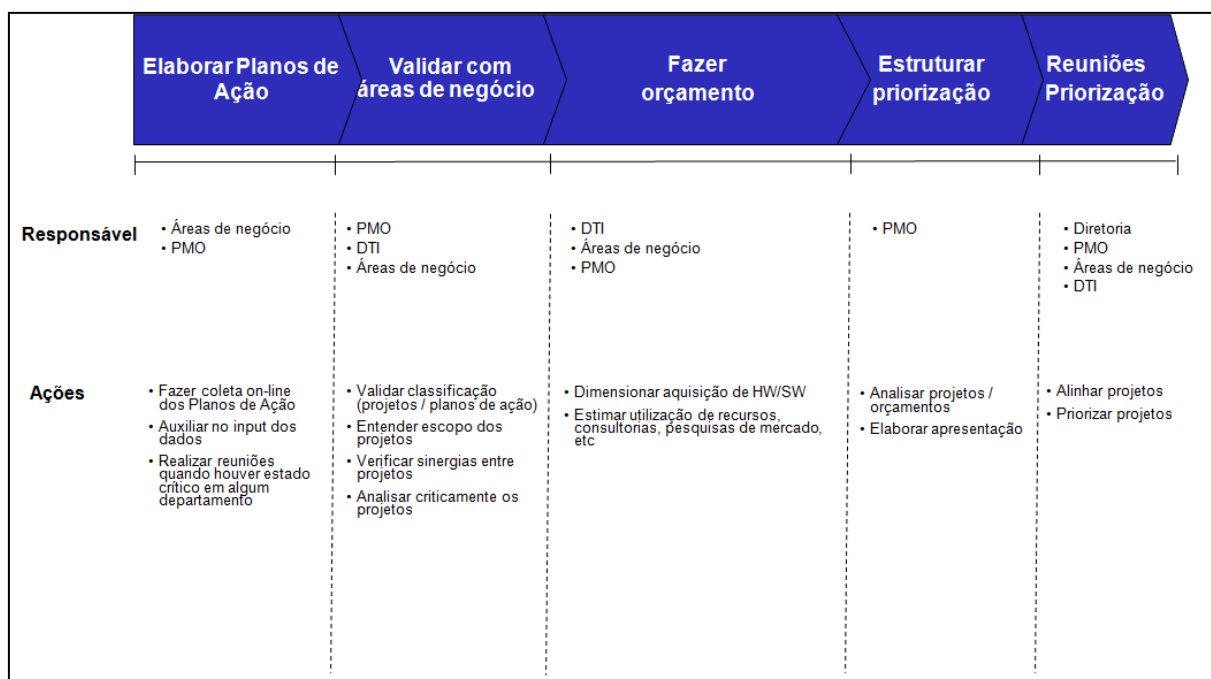 Elaborar Planos de
Ação
Validar com
áreas de negócio
Fazer
orçamento
Estruturar
priorização
Reuniões
Priorização
Responsável
• Áreas de negócio
• PMO
• PMO
• DTI
• Áreas de negócio
• DTI
• Áreas de negócio
• PMO
• PMO
• Diretoria
• PMO
• Áreas de negócio
• DTI
Ações
• Fazer coleta on-line
dos Planos de Ação
• Auxiliar no input dos
dados
• Realizar reuniões
quando houver estado
crítico em algum
departamento
• Validar classificação
(projetos / planos de ação)
• Entender escopo dos
projetos
• Verificar sinergias entre
projetos
• Analisar criticamente os
projetos
• Dimensionar aquisição de HW/SW
• Estimar utilização de recursos,
consultorias, pesquisas de mercado,
etc
• Analisar projetos /
orçamentos
• Elaborar apresentação
• Alinhar projetos
• Priorizar projetos